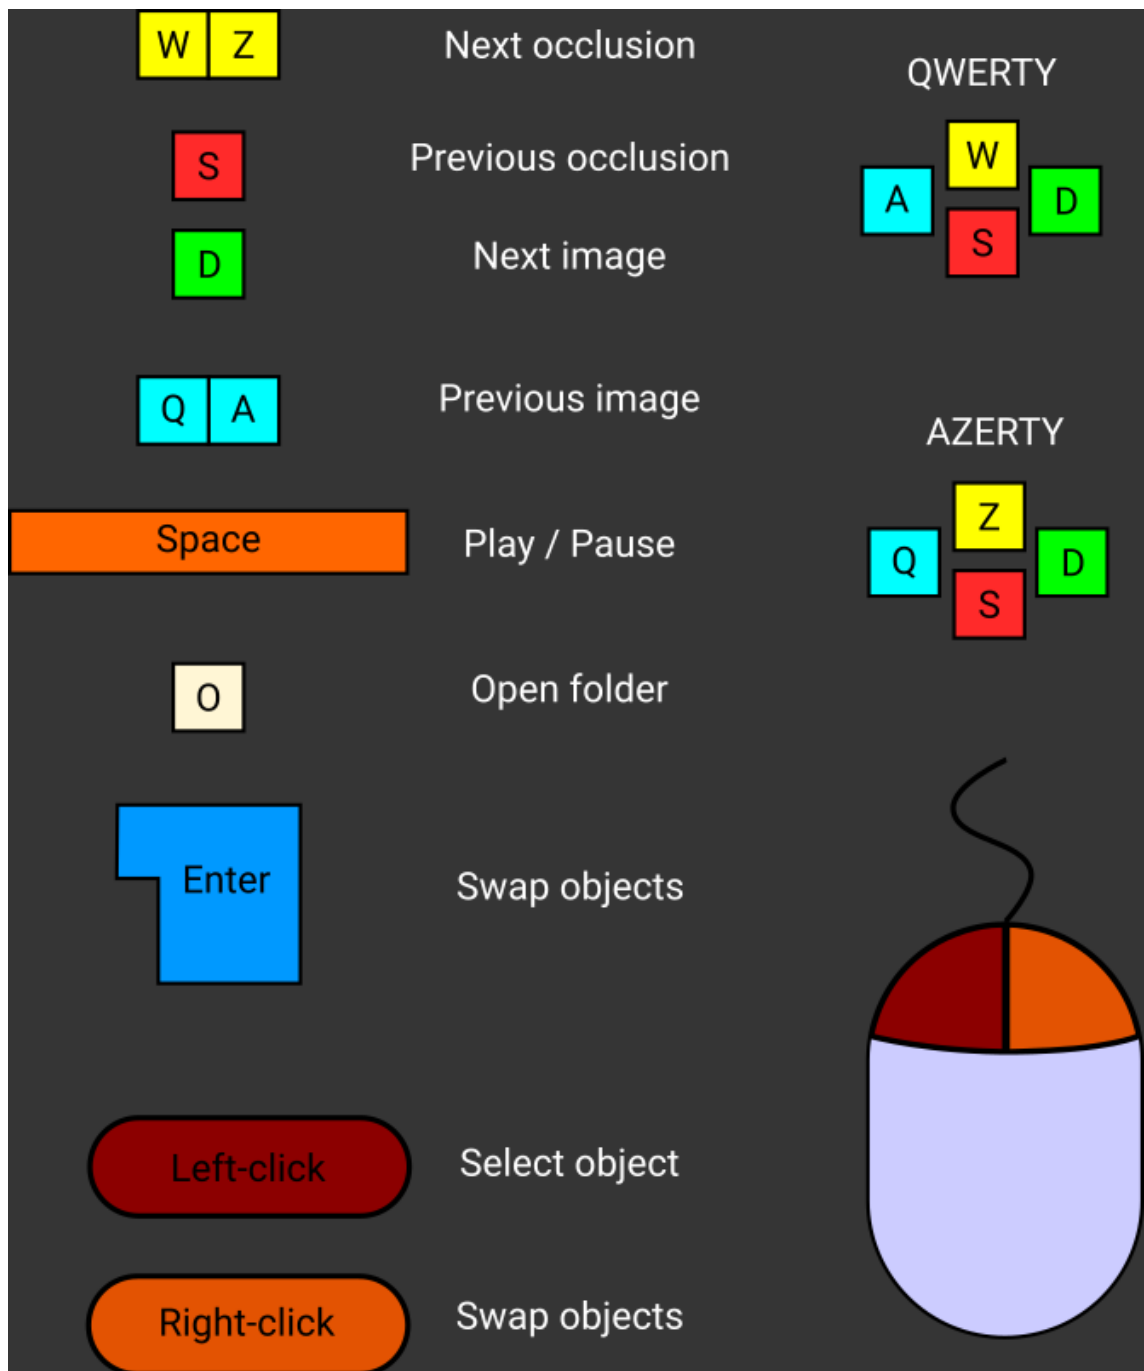 W Z Next occlusion
S Previous occlusion
D Next image
Q A Previous image
Space Play / Pause
O Open folder
Enter Swap objects
Left-click Select object
Right-click Swap objects
QWERTY
W
A D
S
AZERTY
Z
Q D
S